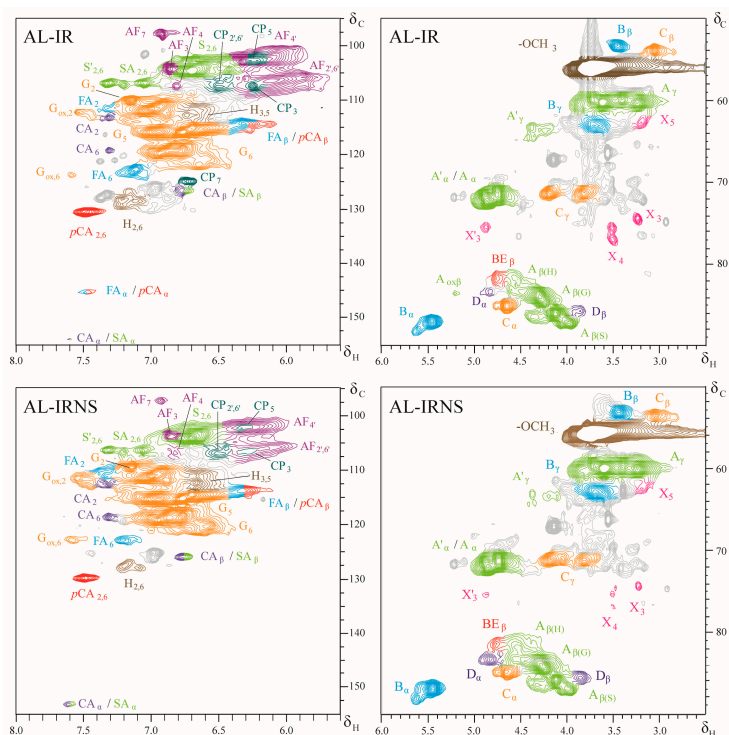 AL-IR
AF7
AF4
AF3
S2,6
CP2',6'
CP5
AF4'
AF2',6'
CP3
S'2,6
SA2,6
G2
FA2
Gox,2
CA2
CA6
G5
H3,5
FAβ / pCAβ
G6
Gox,6
FA6
CP7
CAβ / SAβ
pCA2,6
H2,6
FAα / pCAα
CAα / SAα
δC
100
110
120
130
140
150
8.0
7.5
7.0
6.5
6.0
δH
AL-IR
-OCH3
Bβ
Cβ
Aγ
Bγ
A'γ
X5
A'α / Aα
Cγ
X'3
X3
X4
BEβ
Aβ(H)
Aoxβ
Dα
Aβ(G)
Dβ
Bα
Cα
Aβ(S)
δC
60
80
6.0
5.5
5.0
4.5
4.0
3.5
3.0
δH
AL-IRNS
AF7
AF4
AF3
S2,6
CP2',6'
CP5
AF4'
AF2',6'
CP3
S'2,6
SA2,6
G2
FA2
Gox,2
H3,5
CA2
CA6
G5
FAβ / pCAβ
G6
Gox,6
FA6
CAβ / SAβ
pCA2,6
H2,6
CAα / SAα
δC
100
110
120
130
140
150
8.0
7.5
7.0
6.5
6.0
δH
AL-IRNS
Bβ
Cβ
-OCH3
Bγ
Aγ
A'γ
X5
A'α / Aα
Cγ
X'3
X3
X4
BEβ
Aβ(H)
Aβ(G)
Dα
Dβ
Bα
Cα
Aβ(S)
δC
60
70
80
6.0
5.5
5.0
4.5
4.0
3.5
3.0
δH